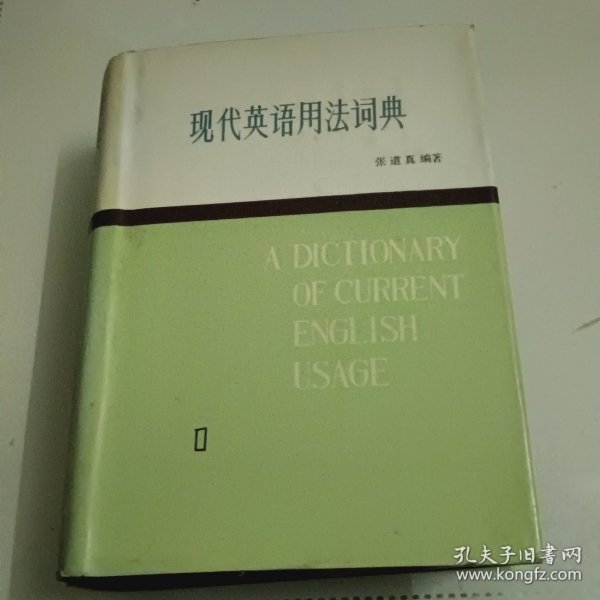 现代英语用法词典
张道真 编著
A DICTIONARY
OF CURRENT
ENGLISH
USAGE
孔夫子旧書网
www.kongfz.com